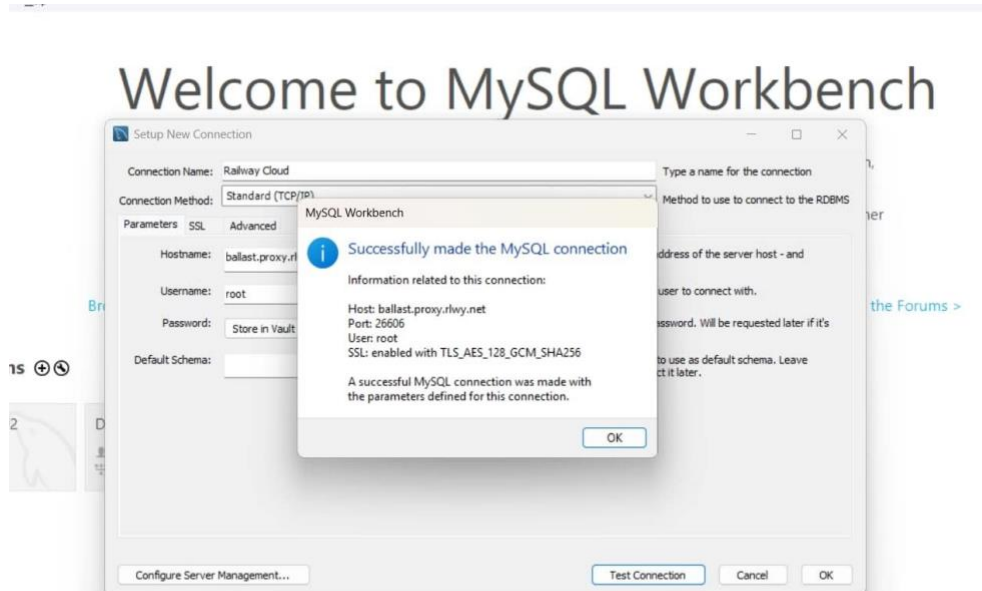 Welcome to MySQL Workbench
Setup New Connection
Connection Name: Railway Cloud Type a name for the connection
Connection Method: Standard (TCP/IP) Method to use to connect to the RDBMS
Parameters SSL Advanced
MySQL Workbench
Successfully made the MySQL connection
Information related to this connection:
Host: ballast.proxy.rlwy.net
Port: 26606
User: root
SSL: enabled with TLS_AES_128_GCM_SHA256
A successful MySQL connection was made with
the parameters defined for this connection.
OK
Hostname: ballast.proxy.rl address of the server host - and
Username: root user to connect with.
Password: Store in Vault Will be requested later if it's
Default Schema: to use as default schema. Leave
it later.
the Forums >
2
D
Configure Server Management... Test Connection Cancel OK